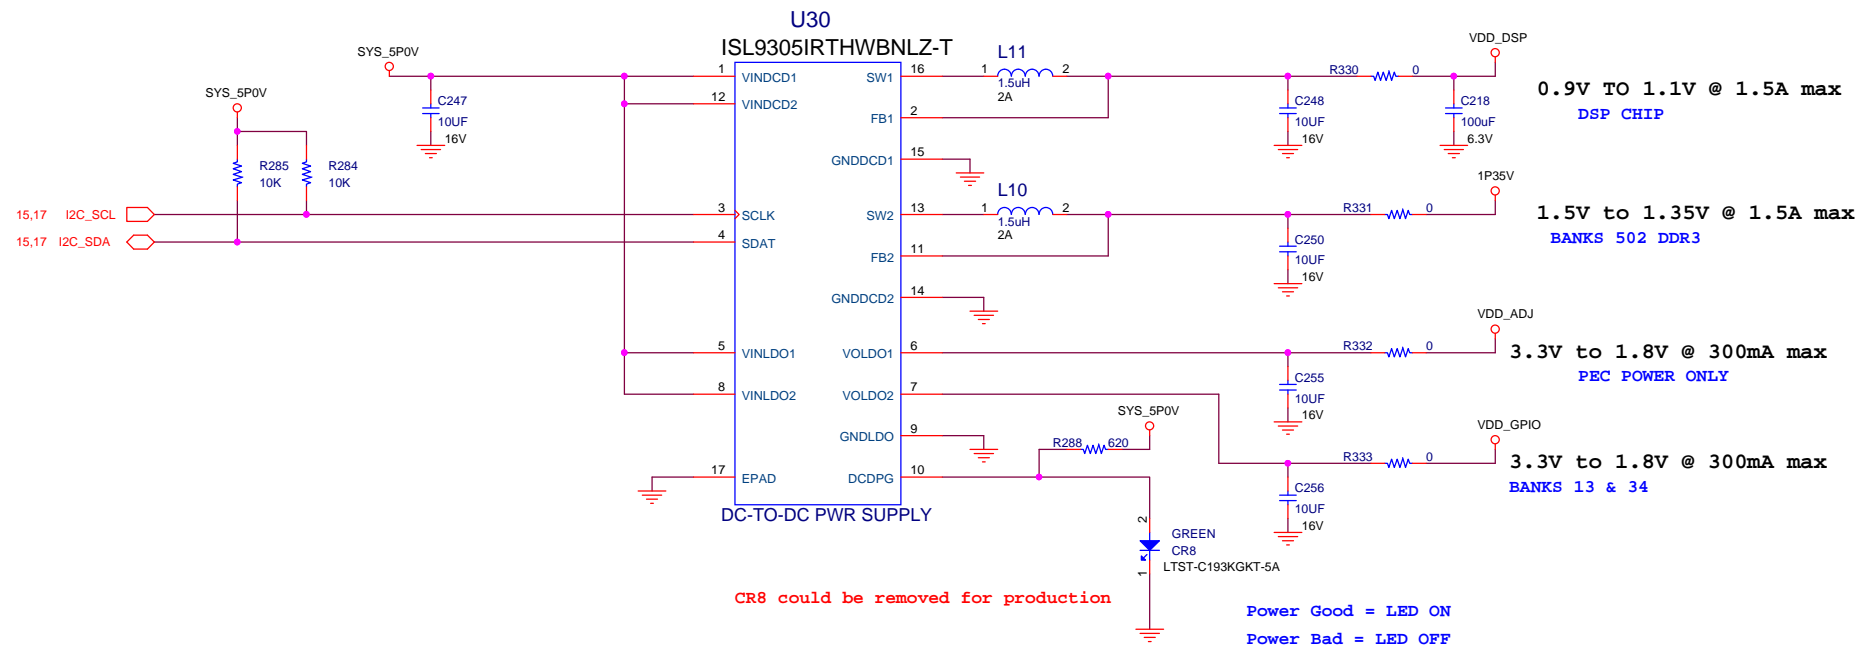 U30
ISL9305IRTHWBNLZ-T
SYS_5P0V
SYS_5P0V
C247
10UF
16V
R285
10K
R284
10K
15,17 I2C_SCL
15,17 I2C_SDA
1 VINDCD1
12 VINDCD2
3 SCLK
4 SDAT
5 VINLDO1
8 VINLDO2
17 EPAD
SW1 16
FB1 2
GNDDCD1 15
SW2 13
FB2 11
GNDDCD2 14
VOLDO1 6
VOLDO2 7
GNDLDO 9
DCDPG 10
DC-TO-DC PWR SUPPLY
L11
1 2
1.5uH
2A
C248
10UF
16V
R330 0
C218
100uF
6.3V
VDD_DSP
0.9V TO 1.1V @ 1.5A max
DSP CHIP
L10
1 2
1.5uH
2A
C250
10UF
16V
R331 0
1P35V
1.5V to 1.35V @ 1.5A max
BANKS 502 DDR3
R332 0
C255
10UF
16V
VDD_ADJ
3.3V to 1.8V @ 300mA max
PEC POWER ONLY
SYS_5P0V
R288 620
R333 0
C256
10UF
16V
VDD_GPIO
3.3V to 1.8V @ 300mA max
BANKS 13 & 34
2
GREEN
CR8
LTST-C193KGKT-5A
1
CR8 could be removed for production
Power Good = LED ON
Power Bad = LED OFF